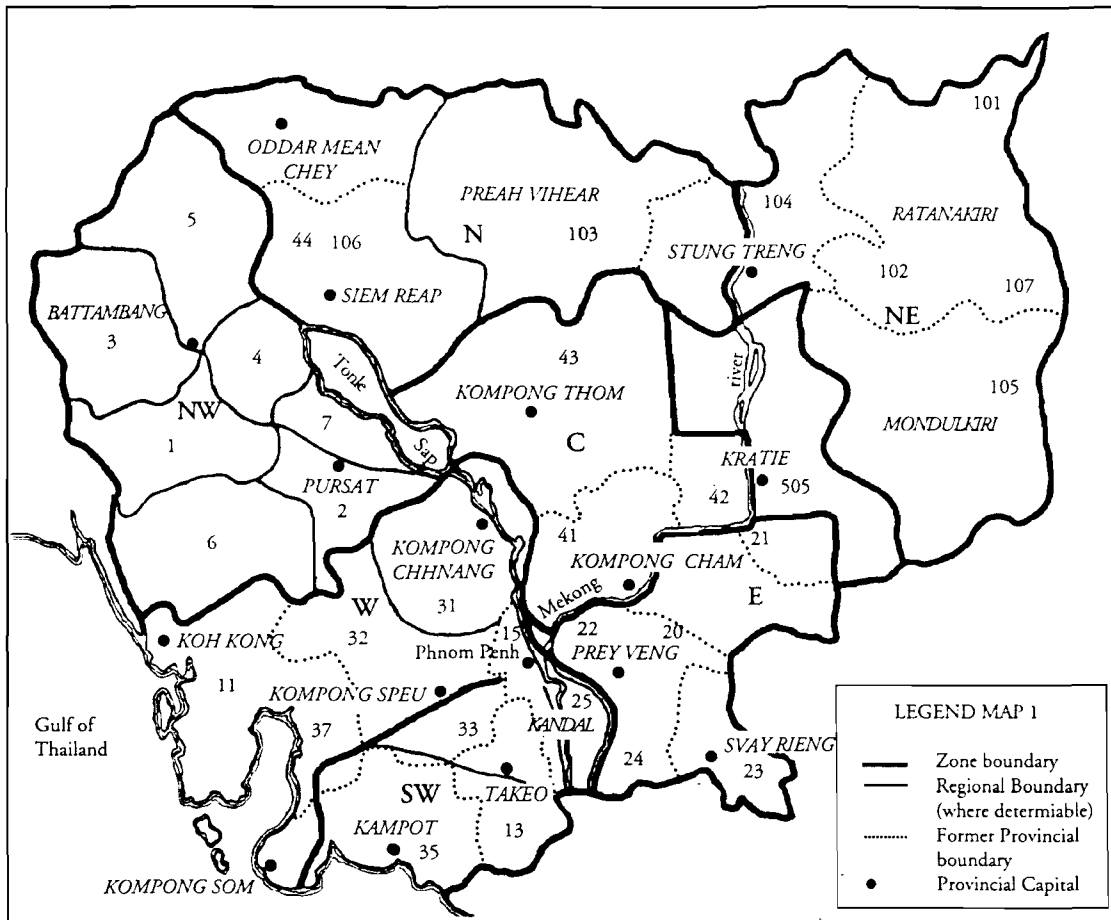 101
ODDAR MEAN
CHEY
104
5
PREAH VIHEAR
RATANAKIRI
44
106
N
103
STUNG TRENG
102
107
SIEM REAP
NE
BATTAMBANG
3
4
Tonle
Sap
43
river
KOMPONG THOM
105
NW
7
C
MONDULKIRI
1
KRATIE
PURSAT
2
42
505
6
41
21
KOMPONG
CHHNANG
KOMPONG CHAM
E
31
Mekong
W
32
15
22
20
KOH KONG
Phnom Penh
PREY VENG
11
KOMPONG SPEU
25
37
33
KANDAL
Gulf of
Thailand
24
SVAY RIENG
23
SW
TAKEO
13
KAMPOT
35
KOMPONG SOM
LEGEND MAP 1
Zone boundary
Regional Boundary
(where determiable)
Former Provincial
boundary
Provincial Capital